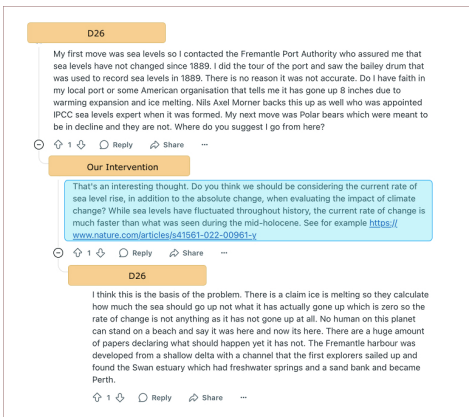 D26
My first move was sea levels so I contacted the Fremantle Port Authority who assured me that
sea levels have not changed since 1889. I did the tour of the port and saw the bailey drum that
was used to record sea levels in 1889. There is no reason it was not accurate. Do I have faith in
my local port or some American organisation that tells me it has gone up 8 inches due to
warming expansion and ice melting. Nils Axel Morner backs this up as well who was appointed
IPCC sea levels expert when it was formed. My next move was Polar bears which were meant to
be in decline and they are not. Where do you suggest I go from here?
1 Reply Share ...
Our Intervention
That's an interesting thought. Do you think we should be considering the current rate of
sea level rise, in addition to the absolute change, when evaluating the impact of climate
change? While sea levels have fluctuated throughout history, the current rate of change is
much faster than what was seen during the mid-holocene. See for example https://
www.nature.com/articles/s41561-022-00961-y
1 Reply Share ...
D26
I think this is the basis of the problem. There is a claim ice is melting so they calculate
how much the sea should go up not what it has actually gone up which is zero so the
rate of change is not anything as it has not gone up at all. No human on this planet
can stand on a beach and say it was here and now its here. There are a huge amount
of papers declaring what should happen yet it has not. The Fremantle harbour was
developed from a shallow delta with a channel that the first explorers sailed up and
found the Swan estuary which had freshwater springs and a sand bank and became
Perth.
1 Reply Share ...